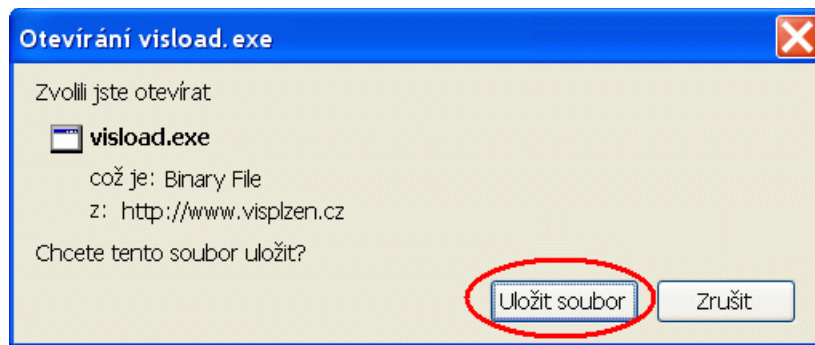 Otevírání visload.exe
Zvolili jste otevírat
visload.exe
což je: Binary File
z: http://www.visplzen.cz
Chcete tento soubor uložit?
Uložit soubor Zrušit